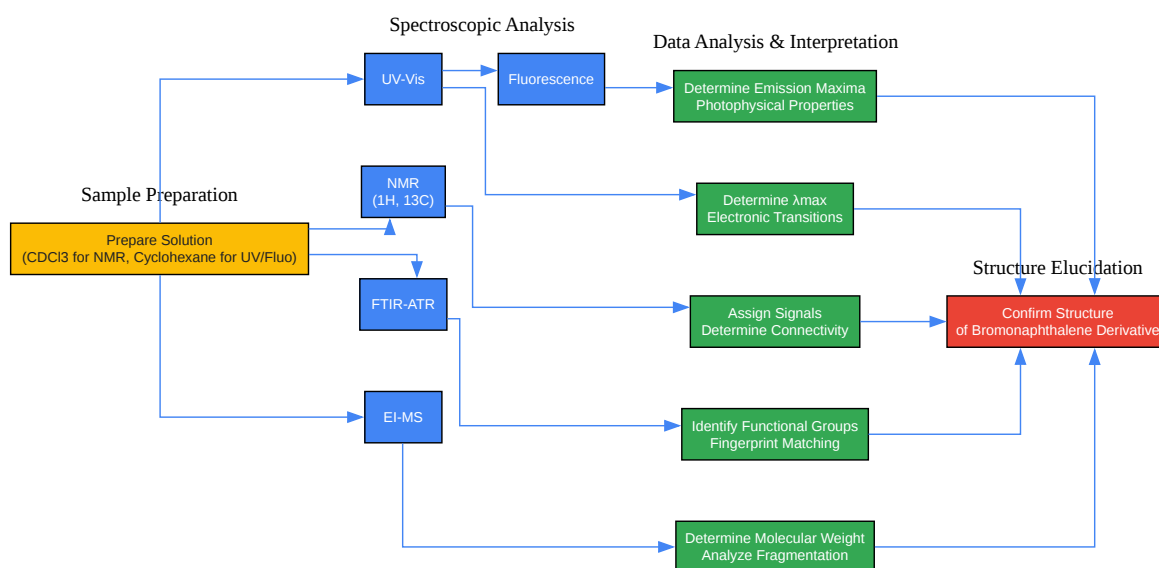 Spectroscopic Analysis
Data Analysis & Interpretation
UV-Vis
Fluorescence
Determine Emission Maxima
Photophysical Properties
Sample Preparation
NMR
(1H, 13C)
Determine λmax
Electronic Transitions
Prepare Solution
(CDCl3 for NMR, Cyclohexane for UV/Fluo)
Structure Elucidation
FTIR-ATR
Assign Signals
Determine Connectivity
Confirm Structure
of Bromonaphthalene Derivative
EI-MS
Identify Functional Groups
Fingerprint Matching
Determine Molecular Weight
Analyze Fragmentation